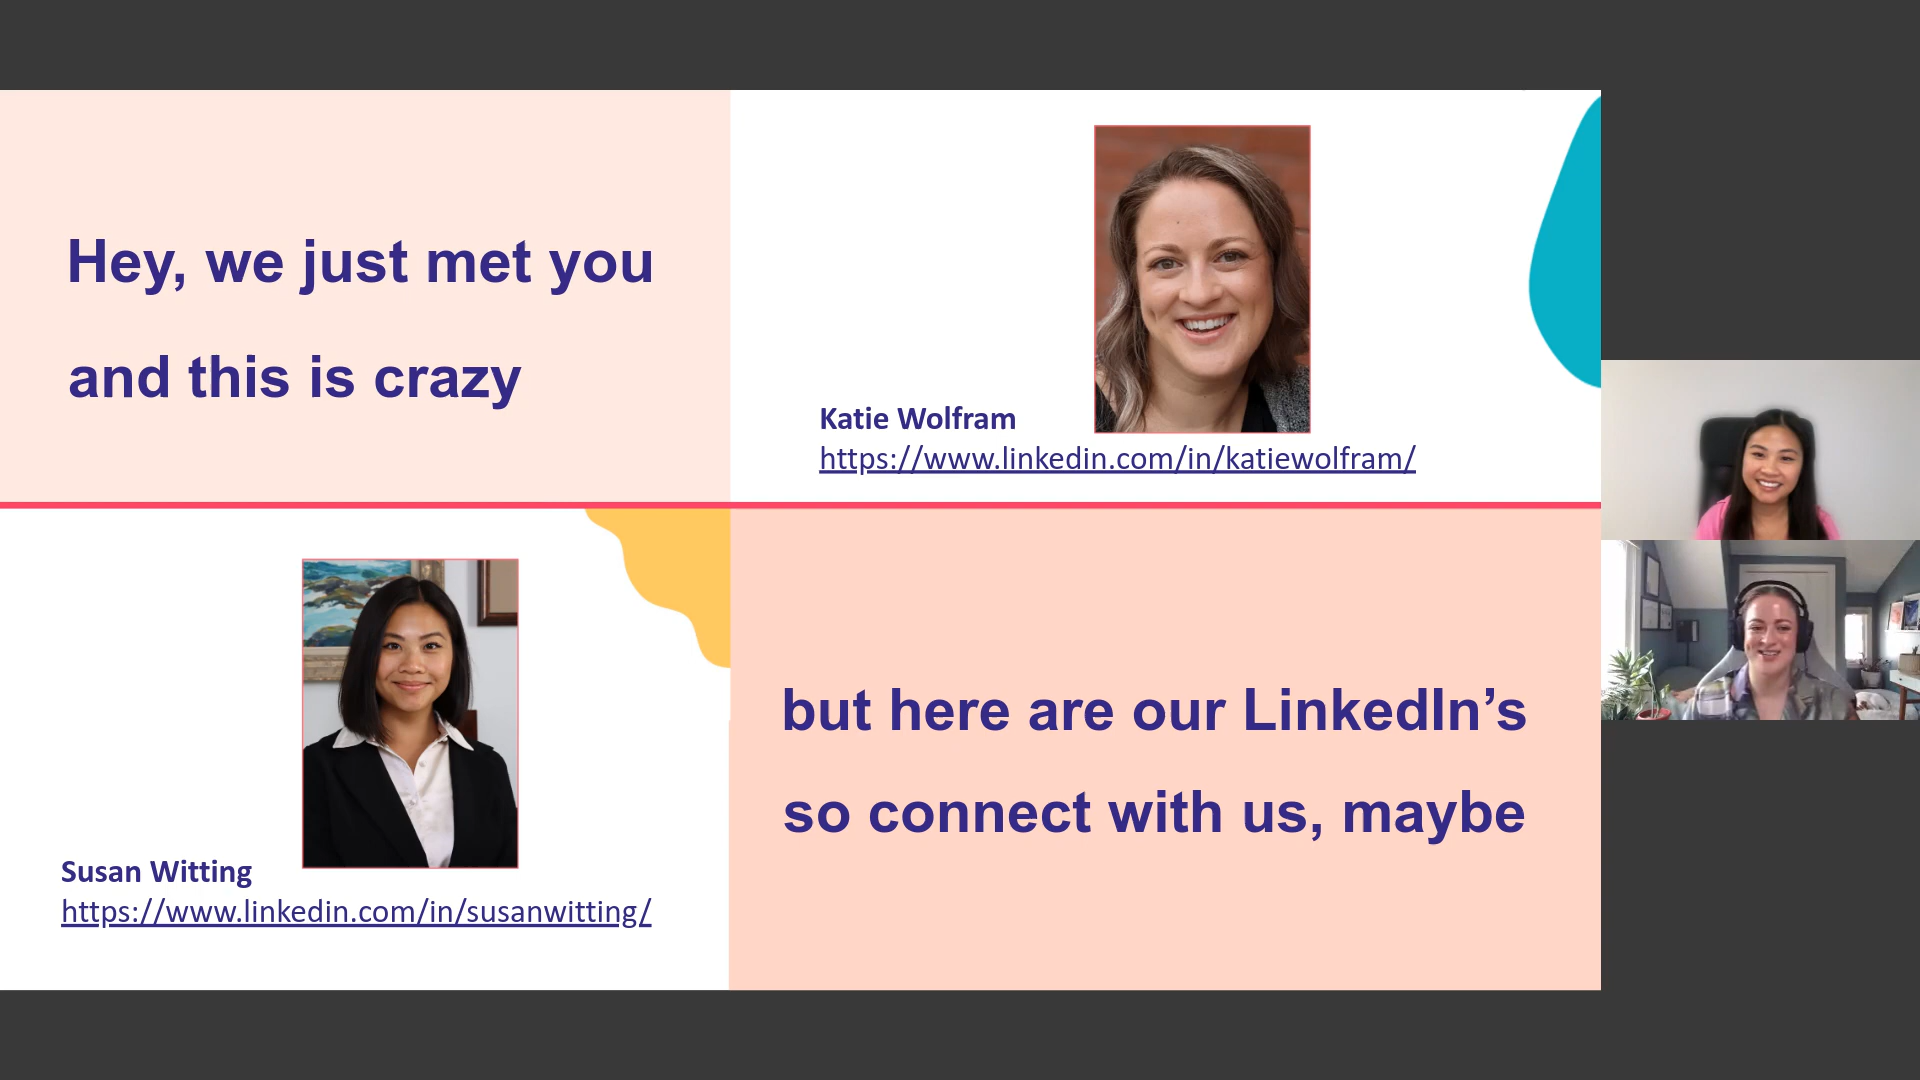 Hey, we just met you
and this is crazy
Katie Wolfram
https://www.linkedin.com/in/katiewolfram/
Susan Witting
https://www.linkedin.com/in/susanwitting/
but here are our LinkedIn’s
so connect with us, maybe